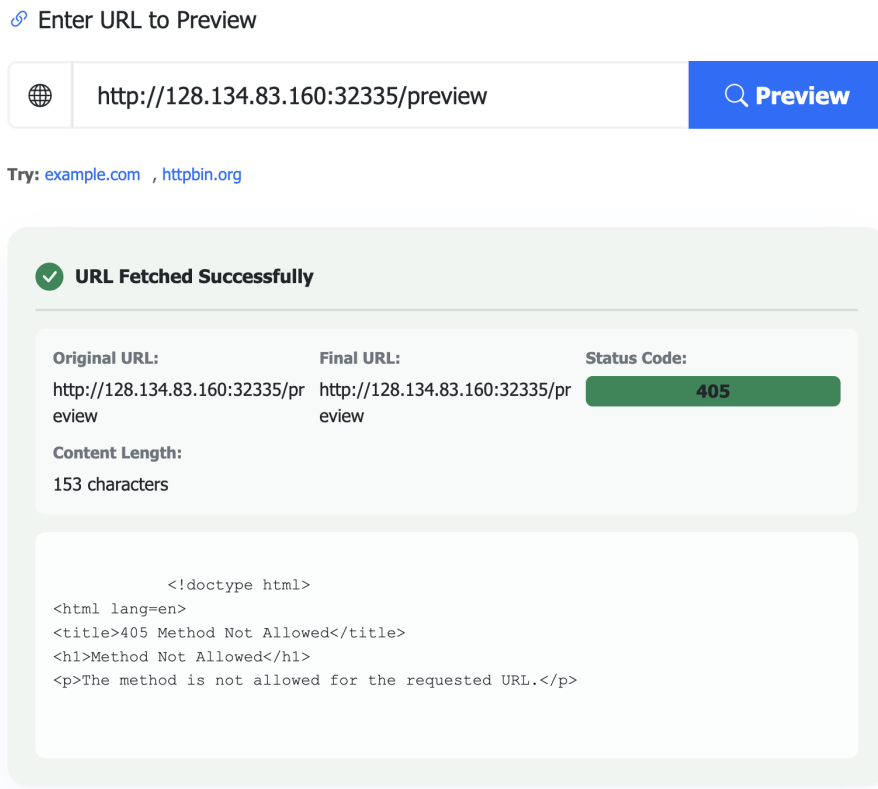 Enter URL to Preview
http://128.134.83.160:32335/preview
Preview
Try: example.com , httpbin.org
URL Fetched Successfully
Original URL:
http://128.134.83.160:32335/pr
eview
Final URL:
http://128.134.83.160:32335/pr
eview
Status Code:
405
Content Length:
153 characters
<!doctype html>
<html lang=en>
<title>405 Method Not Allowed</title>
<h1>Method Not Allowed</h1>
<p>The method is not allowed for the requested URL.</p>